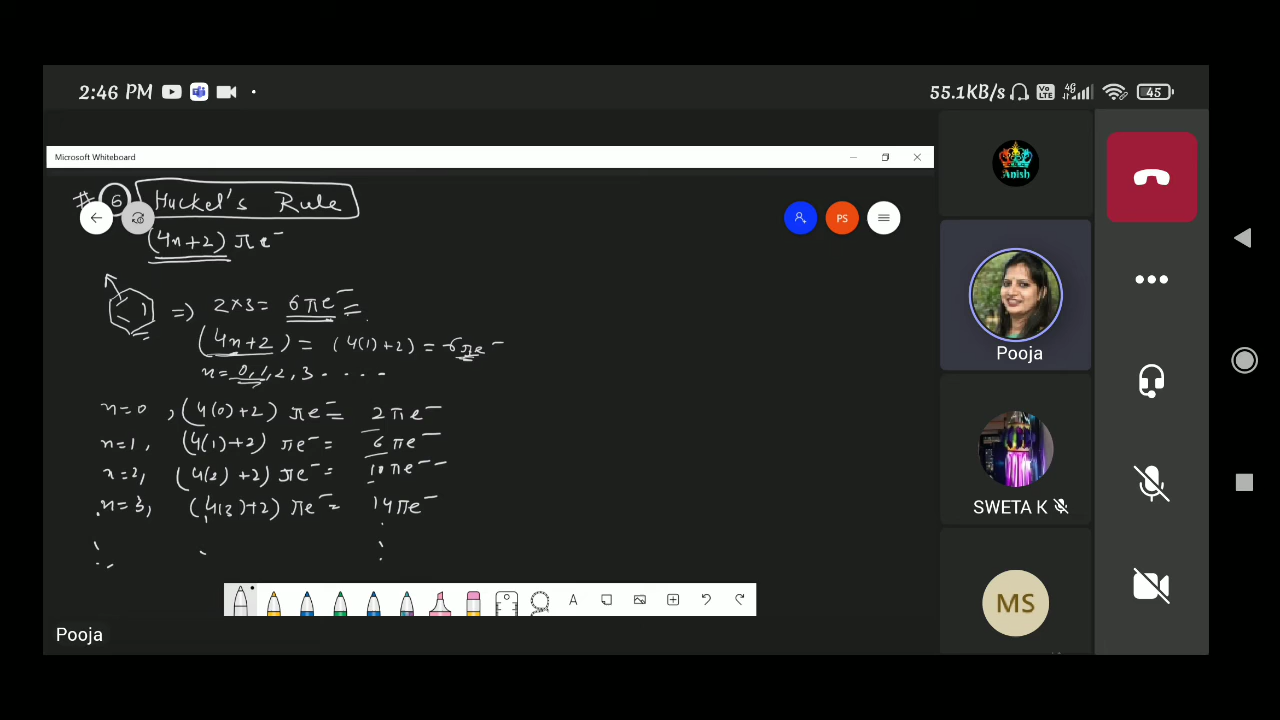 2:46 PM
55.1KB/s Vo LTE 4G 45
Microsoft Whiteboard
# 6 Huckel's Rule
(4n+2) πe⁻
PS
⇒ 2×3= 6πe⁻
(4n+2) = (4(1)+2) = 6πe⁻
n= 0,1,2,3 . . . .
n=0 , (4(0)+2) πe⁻= 2πe⁻
n=1, (4(1)+2) πe⁻= 6πe⁻
n=2, (4(2)+2) πe⁻= 10πe⁻
n=3, (4(3)+2) πe⁻= 14πe⁻
A
Pooja
Anish
Pooja
SWETA K
MS